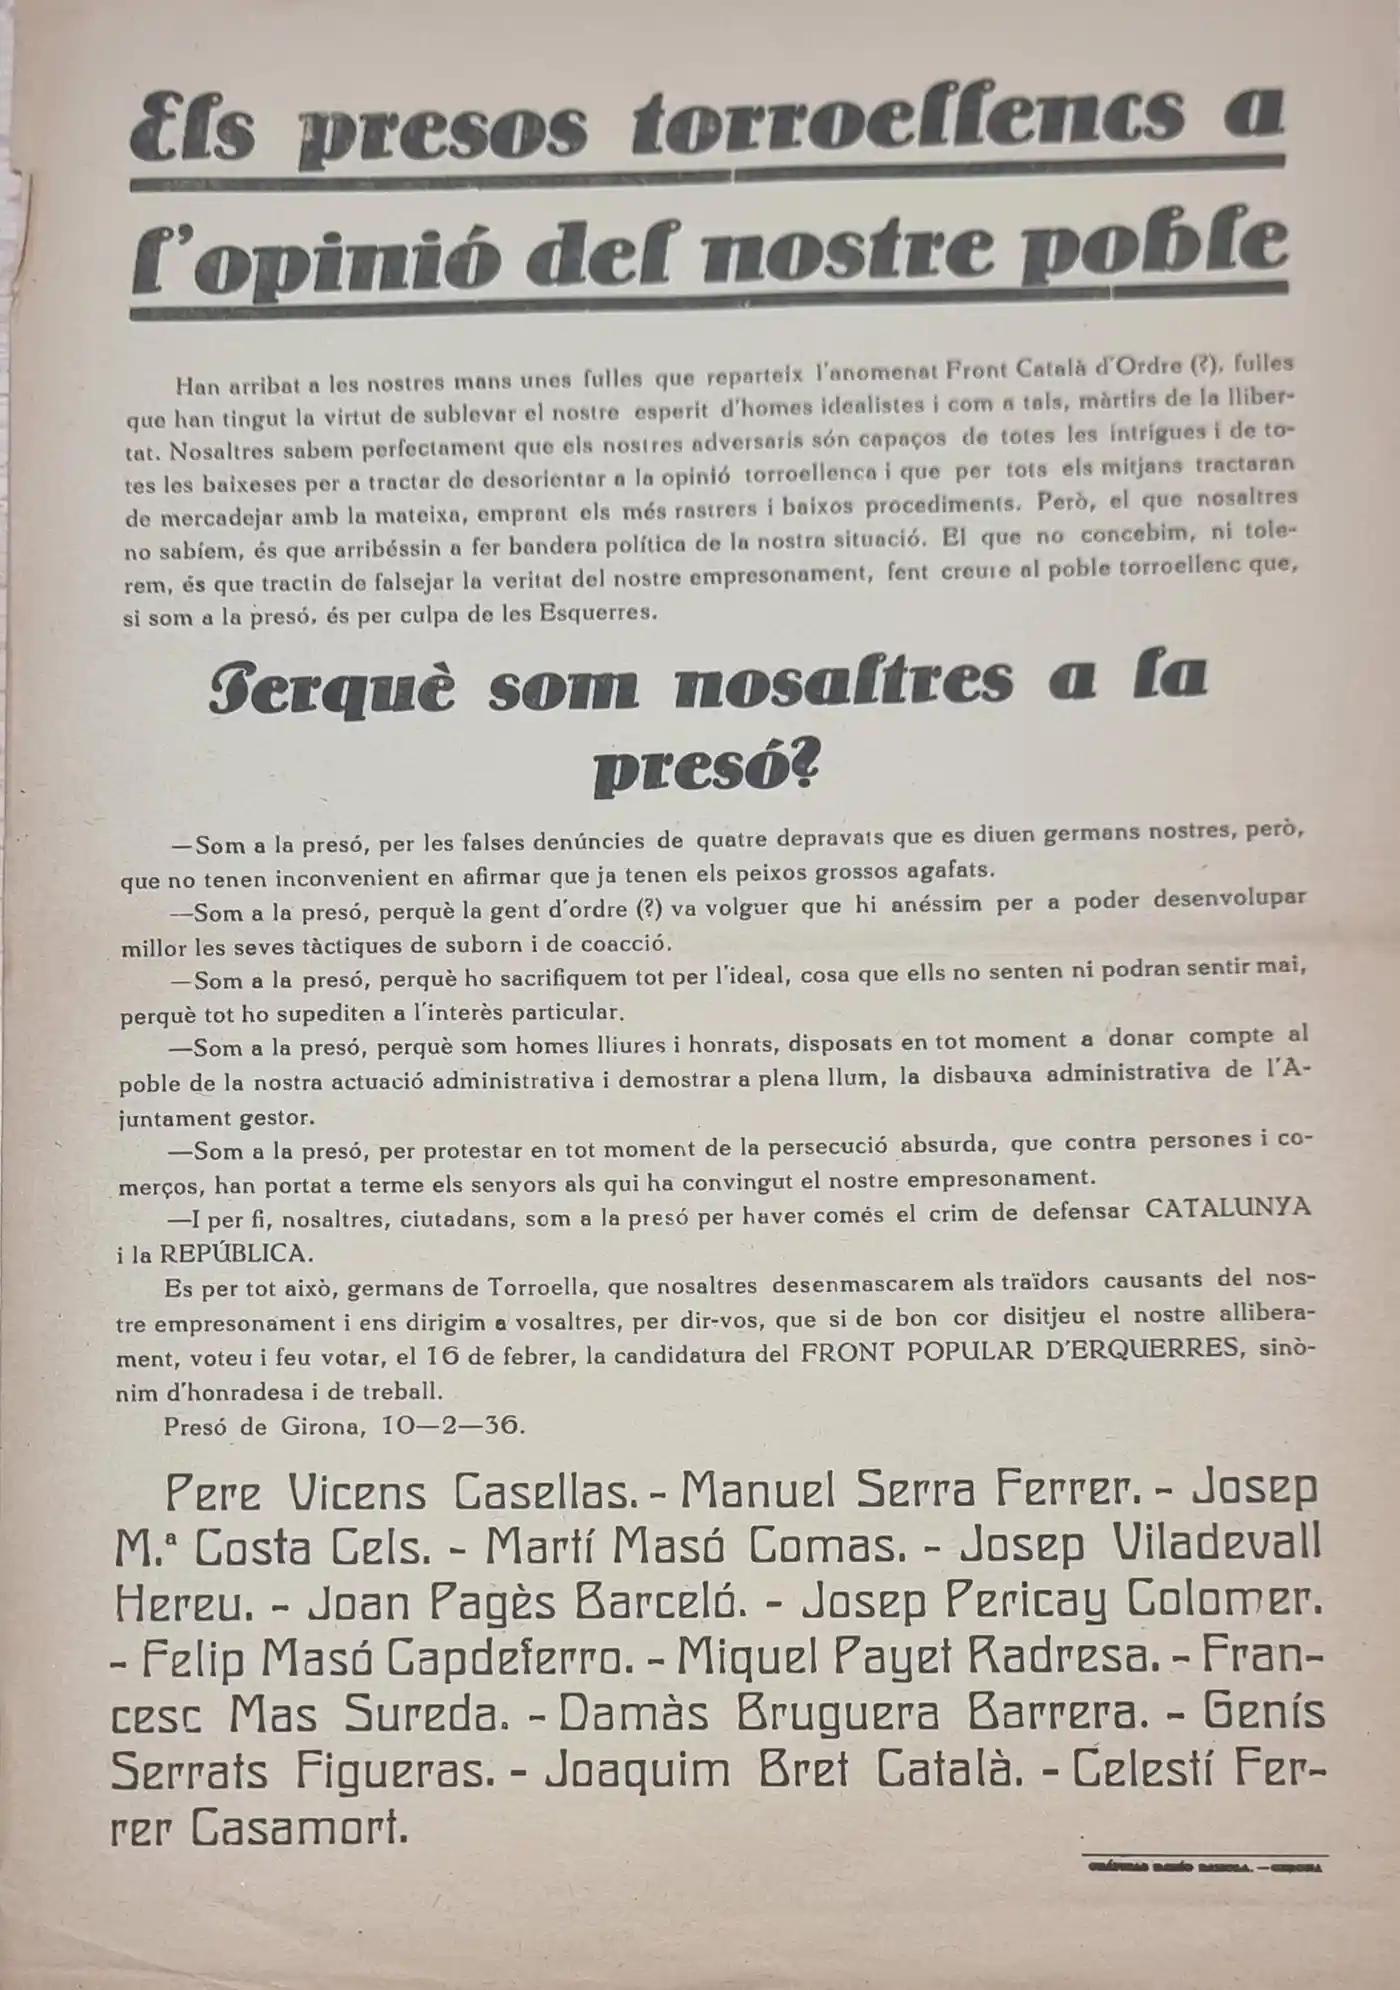 Els presos torroellencs a
l'opinió del nostre poble
Han arribat a les nostres mans unes fulles que reparteix l'anomenat Front Català d'Ordre (?), fulles
que han tingut la virtut de sublevar el nostre esperit d'homes idealistes i com a tals, màrtirs de la lliber-
tat. Nosaltres sabem perfectament que els nostres adversaris són capaços de totes les intrigues i de to-
tes les baixeses per a tractar de desorientar a la opinió torroellenca i que per tots els mitjans tractaran
de mercadejar amb la mateixa, emprant els més rastrers i baixos procediments. Però, el que nosaltres
no sabíem, és que arribéssin a fer bandera política de la nostra situació. El que no concebim, ni tole-
rem, és que tractin de falsejar la veritat del nostre empresonament, fent creure al poble torroellenc que,
si som a la presó, és per culpa de les Esquerres.
Perquè som nosaltres a la
presó?
—Som a la presó, per les falses denúncies de quatre depravats que es diuen germans nostres, però,
que no tenen inconvenient en afirmar que ja tenen els peixos grossos agafats.
—Som a la presó, perquè la gent d'ordre (?) va volguer que hi anéssim per a poder desenvolupar
millor les seves tàctiques de suborn i de coacció.
—Som a la presó, perquè ho sacrifiquem tot per l'ideal, cosa que ells no senten ni podran sentir mai,
perquè tot ho supediten a l'interès particular.
—Som a la presó, perquè som homes lliures i honrats, disposats en tot moment a donar compte al
poble de la nostra actuació administrativa i demostrar a plena llum, la disbauxa administrativa de l'A-
juntament gestor.
—Som a la presó, per protestar en tot moment de la persecució absurda, que contra persones i co-
merços, han portat a terme els senyors als qui ha convingut el nostre empresonament.
—I per fi, nosaltres, ciutadans, som a la presó per haver comés el crim de defensar CATALUNYA
i la REPÚBLICA.
Es per tot això, germans de Torroella, que nosaltres desenmascarem als traïdors causants del nos-
tre empresonament i ens dirigim a vosaltres, per dir-vos, que si de bon cor disitjeu el nostre allibera-
ment, voteu i feu votar, el 16 de febrer, la candidatura del FRONT POPULAR D'ERQUERRES, sinò-
nim d'honradesa i de treball.
Presó de Girona, 10—2—36.
Pere Vicens Casellas. - Manuel Serra Ferrer. - Josep
M.ª Costa Cels. - Martí Masó Comas. - Josep Viladevall
Hereu. - Joan Pagès Barceló. - Josep Pericay Colomer.
- Felip Masó Capdeferro. - Miquel Payet Radresa. - Fran-
cesc Mas Sureda. - Damàs Bruguera Barrera. - Genís
Serrats Figueras. - Joaquim Bret Català. - Celestí Fer-
rer Casamort.
GRÁFICAS DARÍO RAHOLA. — GERONA